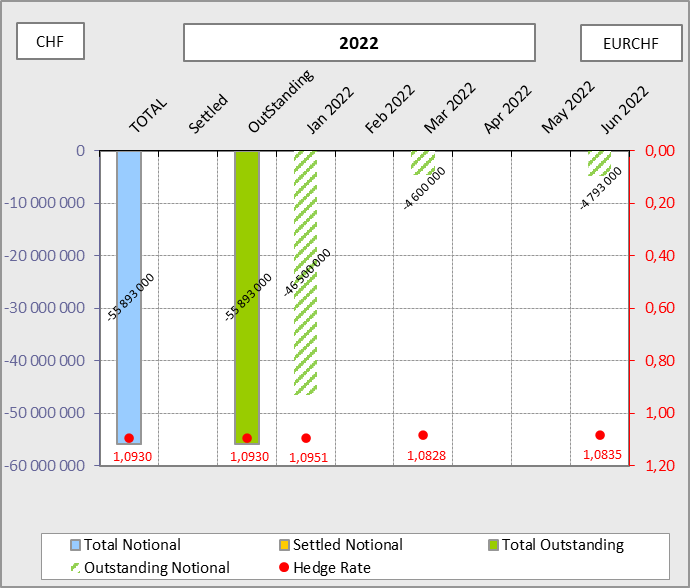 CHF
2022
EURCHF
TOTAL
Settled
OutStanding
Jan 2022
Feb 2022
Mar 2022
Apr 2022
May 2022
Jun 2022
0
-10 000 000
-20 000 000
-30 000 000
-40 000 000
-50 000 000
-60 000 000
0,00
0,20
0,40
0,60
0,80
1,00
1,20
-55 893 000
-55 893 000
-46 500 000
-4 600 000
-4 793 000
1,0930
1,0930
1,0951
1,0828
1,0835
Total Notional
Settled Notional
Total Outstanding
Outstanding Notional
Hedge Rate